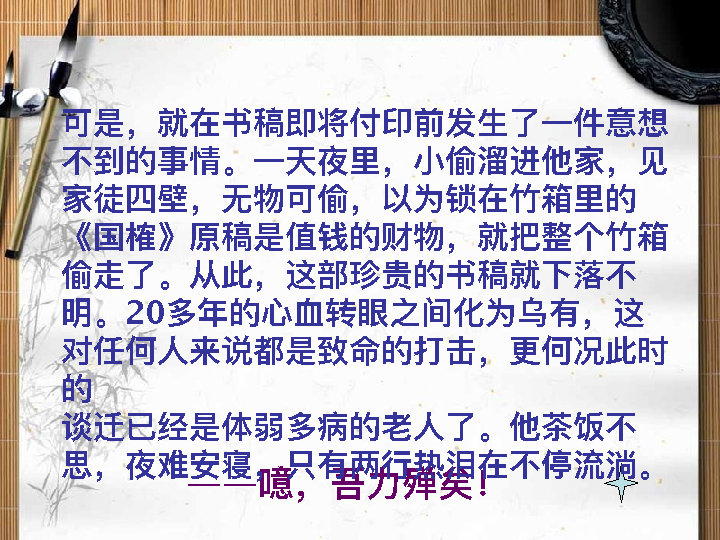 可是，就在书稿即将付印前发生了一件意想
不到的事情。一天夜里，小偷溜进他家，见
家徒四壁，无物可偷，以为锁在竹箱里的
《国榷》原稿是值钱的财物，就把整个竹箱
偷走了。从此，这部珍贵的书稿就下落不
明。20多年的心血转眼之间化为乌有，这
对任何人来说都是致命的打击，更何况此时
的
谈迁已经是体弱多病的老人了。他茶饭不
思，夜难安寝，只有两行热泪在不停流淌。
——噫，吾力殚矣！